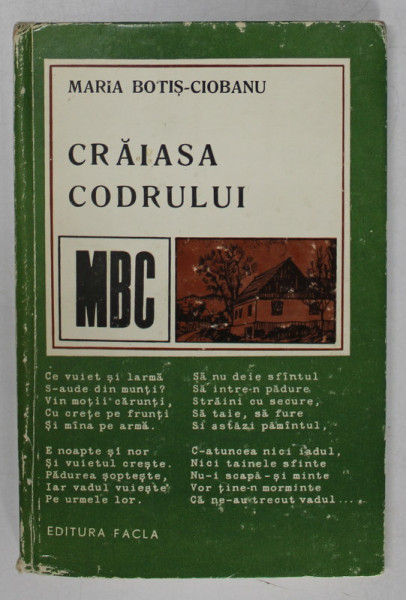 MARIA BOTIȘ-CIOBANU
CRĂIASA
CODRULUI
MBC
Ce vuiet și larmă
S-aude din munți?
Vin moții cărunți,
Cu crețe pe frunți
Și mîna pe armă.
E noapte și nor
Și vuietul crește.
Pădurea șoptește,
Iar vadul vuiește
Pe urmele lor.
Să nu deie sfîntul
Să intre-n pădure
Străini cu secure,
Să taie, să fure
Si astăzi pămîntul,
C-atuncea nici iadul,
Nici tainele sfinte
Nu-i scapă-și minte
Vor ține-n morminte
Că ne-au trecut vadul....
EDITURA FACLA